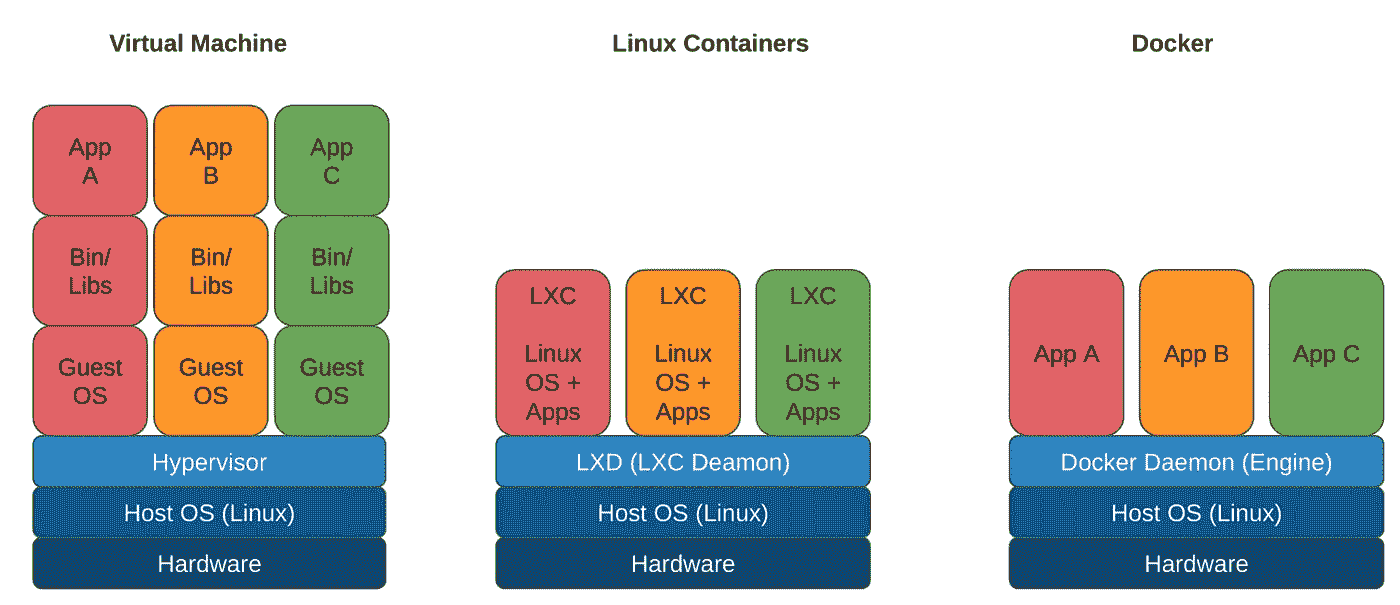 Virtual Machine
Linux Containers
Docker
App
A
App
B
App
C
Bin/
Libs
Bin/
Libs
Bin/
Libs
Guest
OS
Guest
OS
Guest
OS
Hypervisor
Host OS (Linux)
Hardware
LXC
Linux
OS +
Apps
LXC
Linux
OS +
Apps
LXC
Linux
OS +
Apps
LXD (LXC Deamon)
Host OS (Linux)
Hardware
App A
App B
App C
Docker Daemon (Engine)
Host OS (Linux)
Hardware